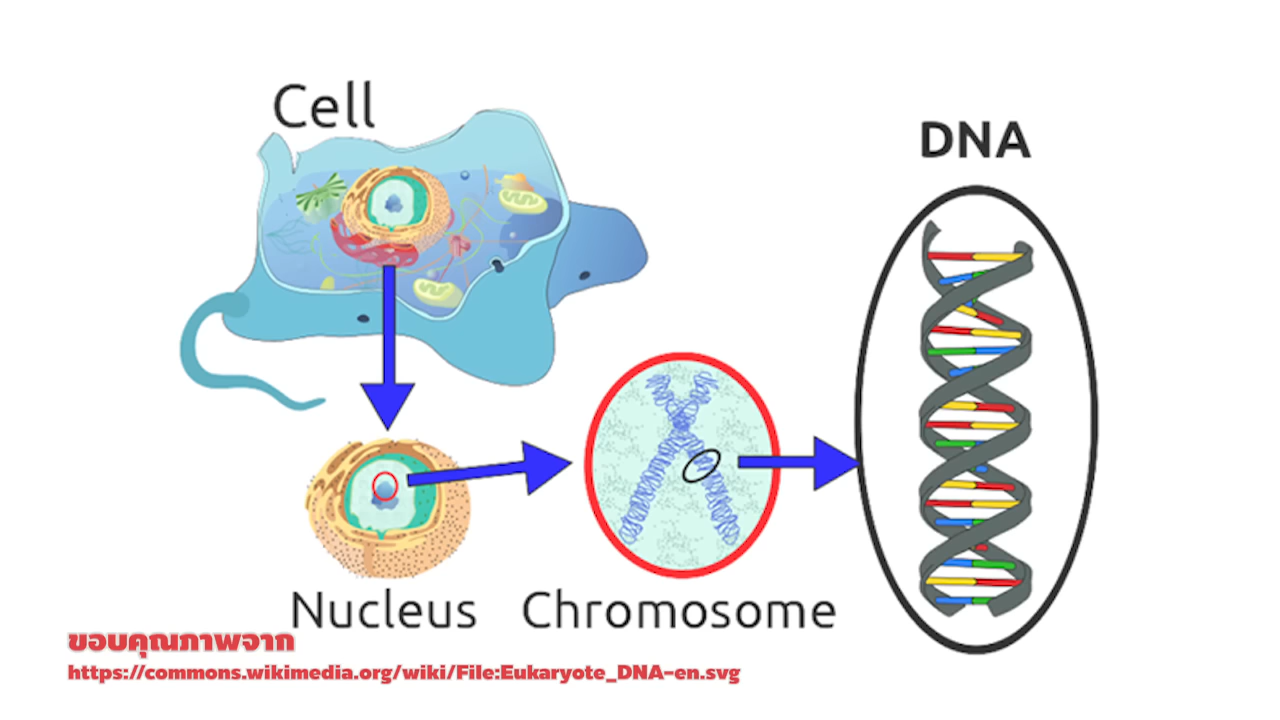 Cell
DNA
Nucleus
Chromosome
ขอบคุณภาพจาก
https://commons.wikimedia.org/wiki/File:Eukaryote_DNA-en.svg